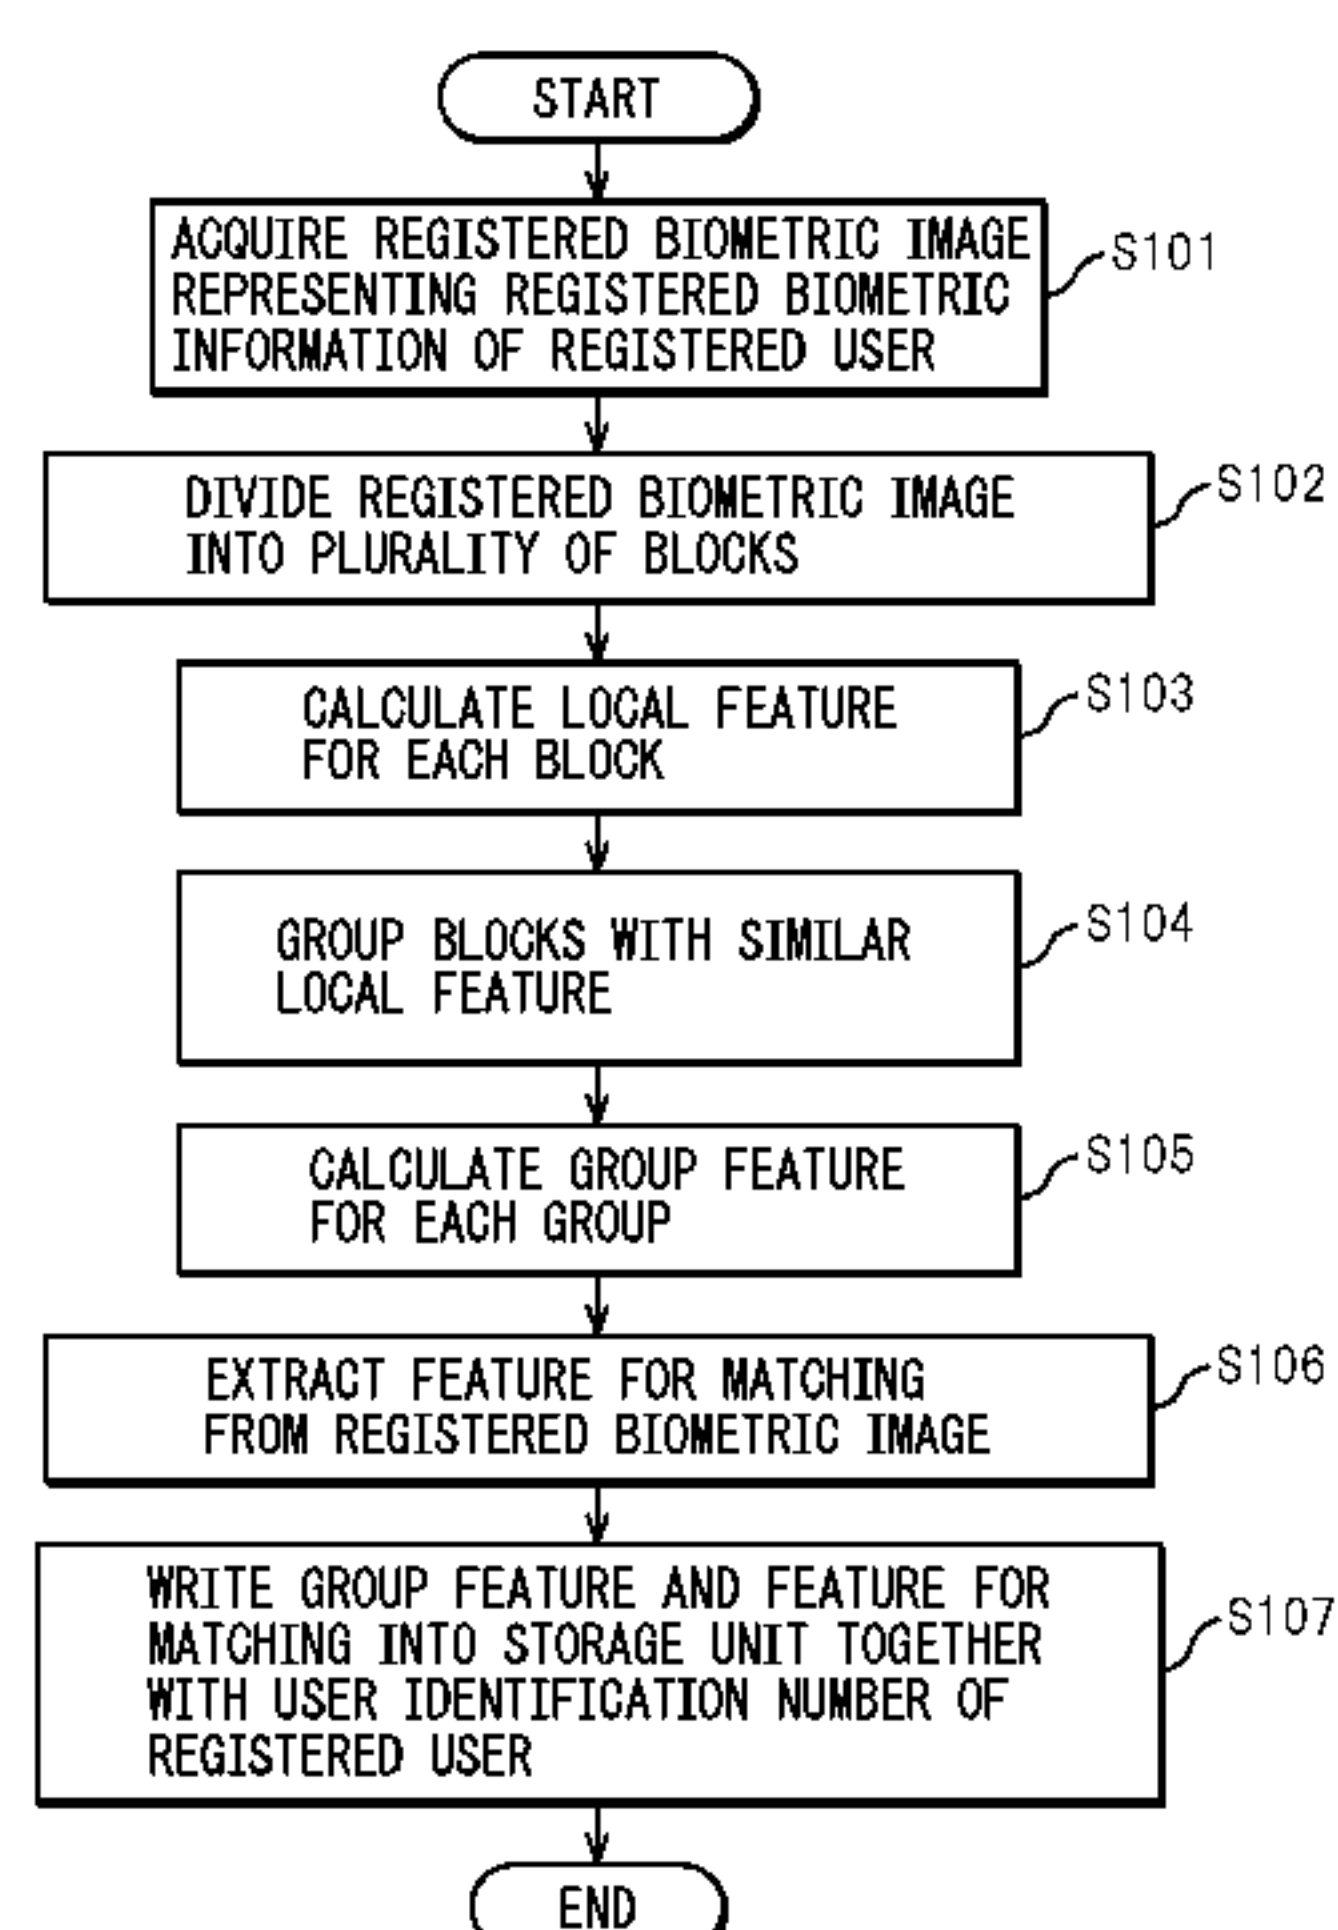 START
ACQUIRE REGISTERED BIOMETRIC IMAGE
REPRESENTING REGISTERED BIOMETRIC
INFORMATION OF REGISTERED USER
S101
DIVIDE REGISTERED BIOMETRIC IMAGE
INTO PLURALITY OF BLOCKS
S102
CALCULATE LOCAL FEATURE
FOR EACH BLOCK
S103
GROUP BLOCKS WITH SIMILAR
LOCAL FEATURE
S104
CALCULATE GROUP FEATURE
FOR EACH GROUP
S105
EXTRACT FEATURE FOR MATCHING
FROM REGISTERED BIOMETRIC IMAGE
S106
WRITE GROUP FEATURE AND FEATURE FOR
MATCHING INTO STORAGE UNIT TOGETHER
WITH USER IDENTIFICATION NUMBER OF
REGISTERED USER
S107
END